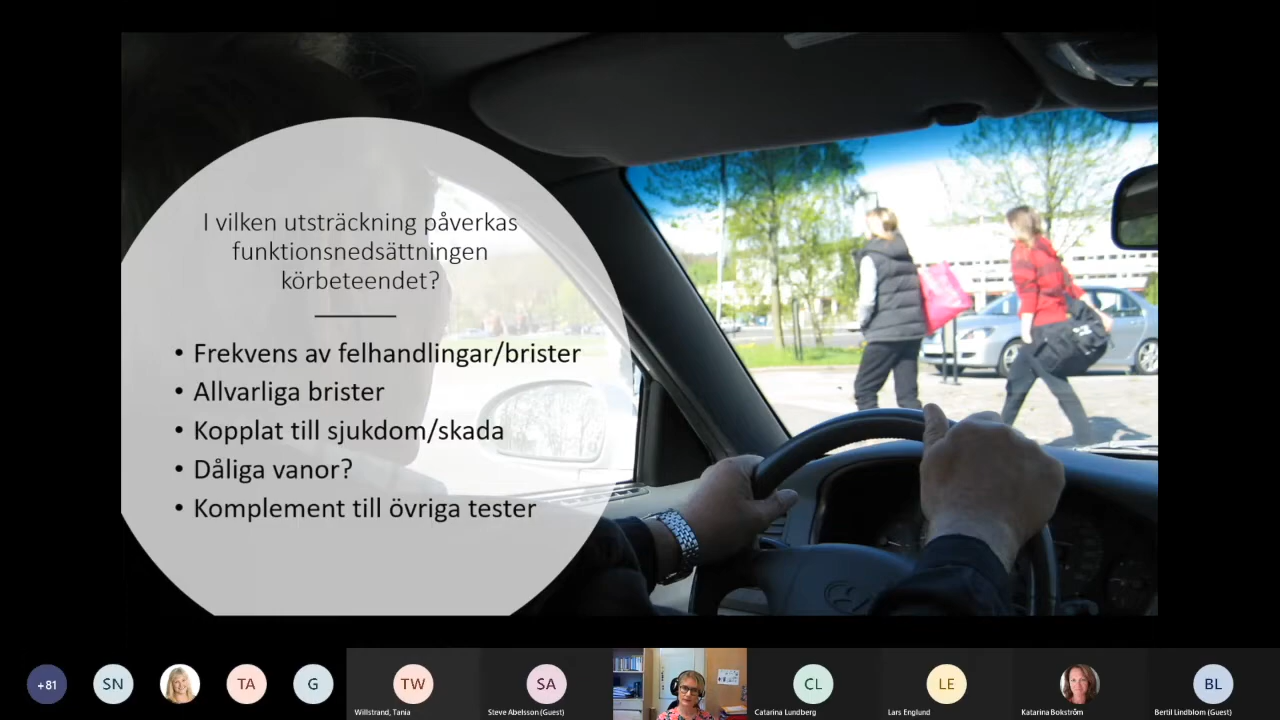 I vilken utsträckning påverkas
funktionsnedsättningen
körbeteendet?
• Frekvens av felhandlingar/brister
• Allvarliga brister
• Kopplat till sjukdom/skada
• Dåliga vanor?
• Komplement till övriga tester
+81
SN
TA
G
TW
SA
CL
LE
BL
Willstrand, Tania
Steve Abelsson (Guest)
Catarina Lundberg
Lars Englund
Katarina Bokström
Bertil Lindblom (Guest)